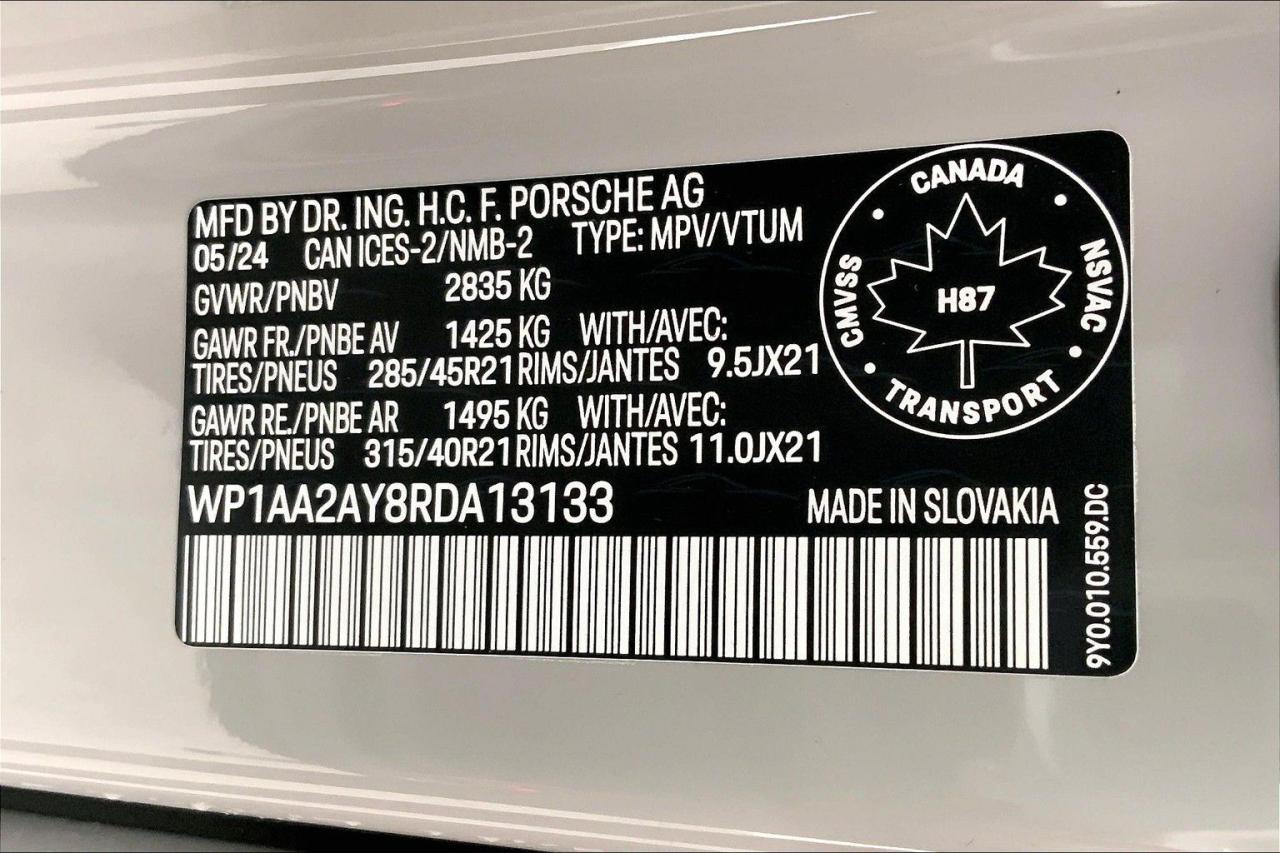 MFD BY DR. ING. H.C. F. PORSCHE AG
05/24 CAN ICES-2/NMB-2 TYPE: MPV/VTUM
GVWR/PNBV 2835 KG
GAWR FR./PNBE AV 1425 KG WITH/AVEC:
TIRES/PNEUS 285/45R21 RIMS/JANTES 9.5JX21
GAWR RE./PNBE AR 1495 KG WITH/AVEC:
TIRES/PNEUS 315/40R21 RIMS/JANTES 11.0JX21
WP1AA2AY8RDA13133 MADE IN SLOVAKIA
CANADA
CMVSS
NSVAC
H87
TRANSPORT
9Y0.010.559.DC